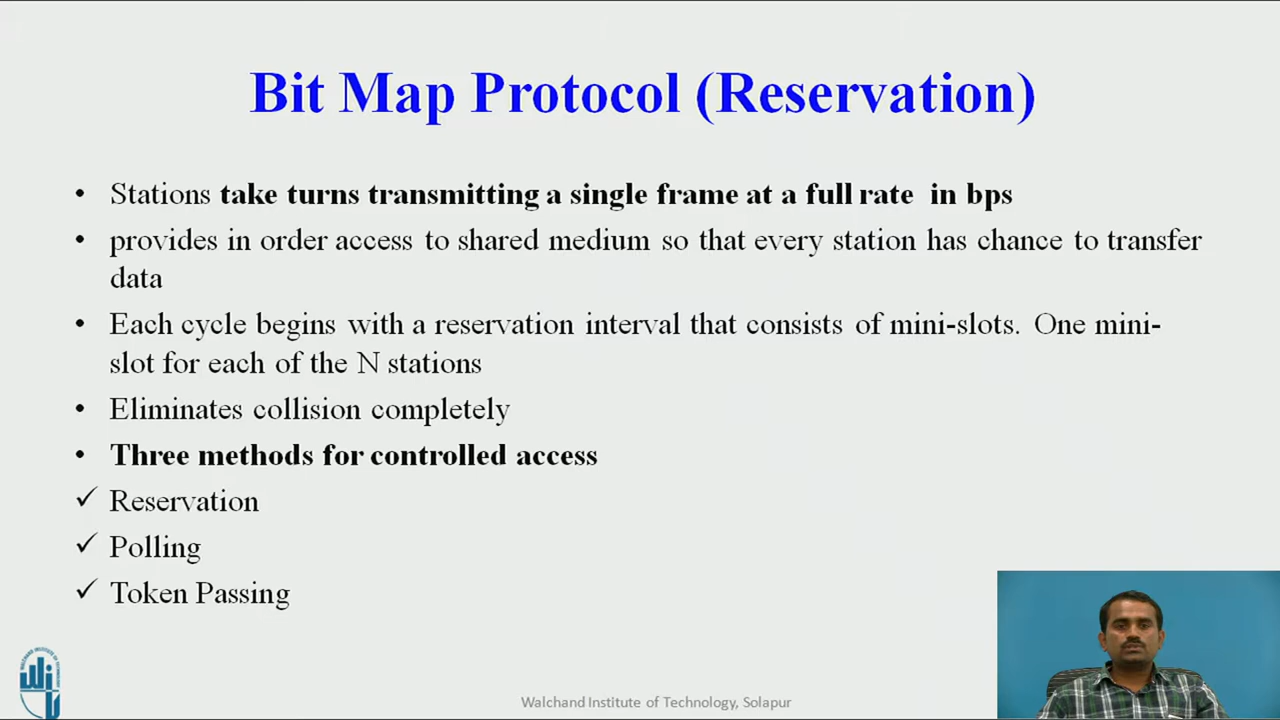 Bit Map Protocol (Reservation)
• Stations take turns transmitting a single frame at a full rate in bps
• provides in order access to shared medium so that every station has chance to transfer
data
• Each cycle begins with a reservation interval that consists of mini-slots. One mini-
slot for each of the N stations
• Eliminates collision completely
• Three methods for controlled access
✓ Reservation
✓ Polling
✓ Token Passing
Walchand Institute of Technology, Solapur